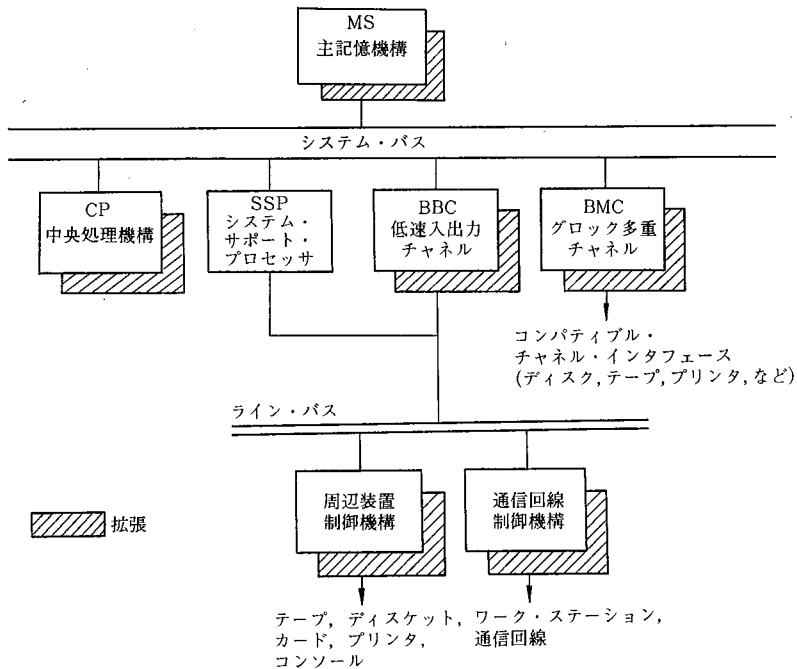 MS
主記憶機構
システム・バス
CP
中央処理機構
SSP
システム・
サポート・
プロセッサ
BBC
低速入出力
チャネル
BMC
グロック多重
チャネル
コンパティブル・
チャネル・インタフェース
(ディスク,テープ,プリンタ,など)
ライン・バス
周辺装置
制御機構
通信回線
制御機構
拡張
テープ, ディスケット,
カード, プリンタ,
コンソール
ワーク・ステーション,
通信回線